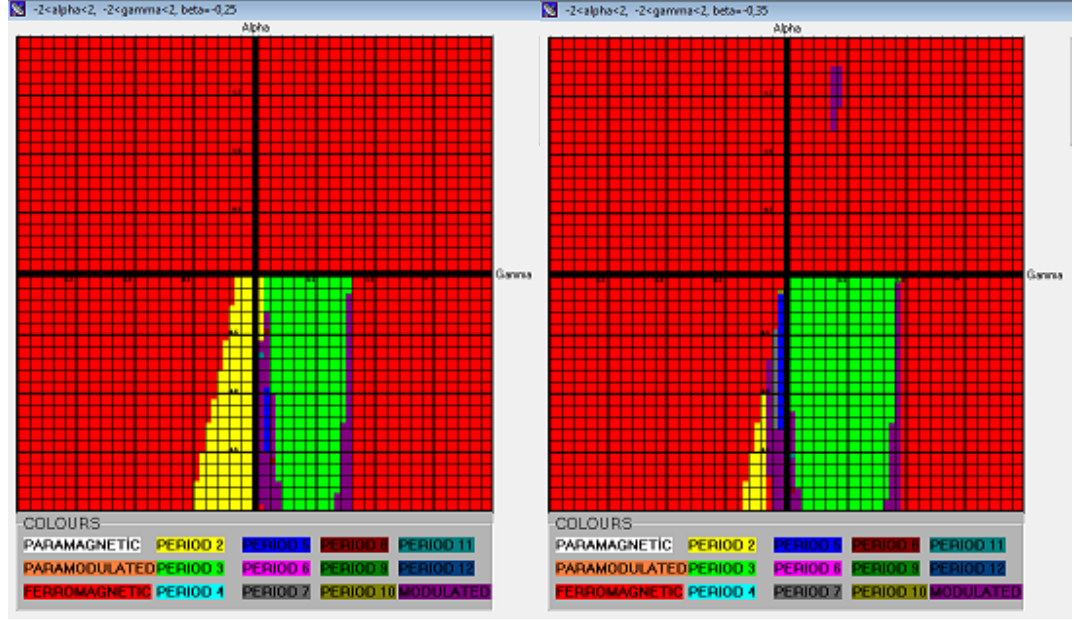 -2<alpha<2, -2<gamma<2, beta=-0,25
Alpha
Gamma
COLOURS
PARAMAGNETİC PERIOD 2 PERIOD 5 PERIOD 8 PERIOD 11
PARAMODULATED PERIOD 3 PERIOD 6 PERIOD 9 PERIOD 12
FERROMAGNETIC PERIOD 4 PERIOD 7 PERIOD 10 MODULATED
-2<alpha<2, -2<gamma<2, beta=-0,35
Alpha
Gamma
COLOURS
PARAMAGNETİC PERIOD 2 PERIOD 5 PERIOD 8 PERIOD 11
PARAMODULATED PERIOD 3 PERIOD 6 PERIOD 9 PERIOD 12
FERROMAGNETIC PERIOD 4 PERIOD 7 PERIOD 10 MODULATED